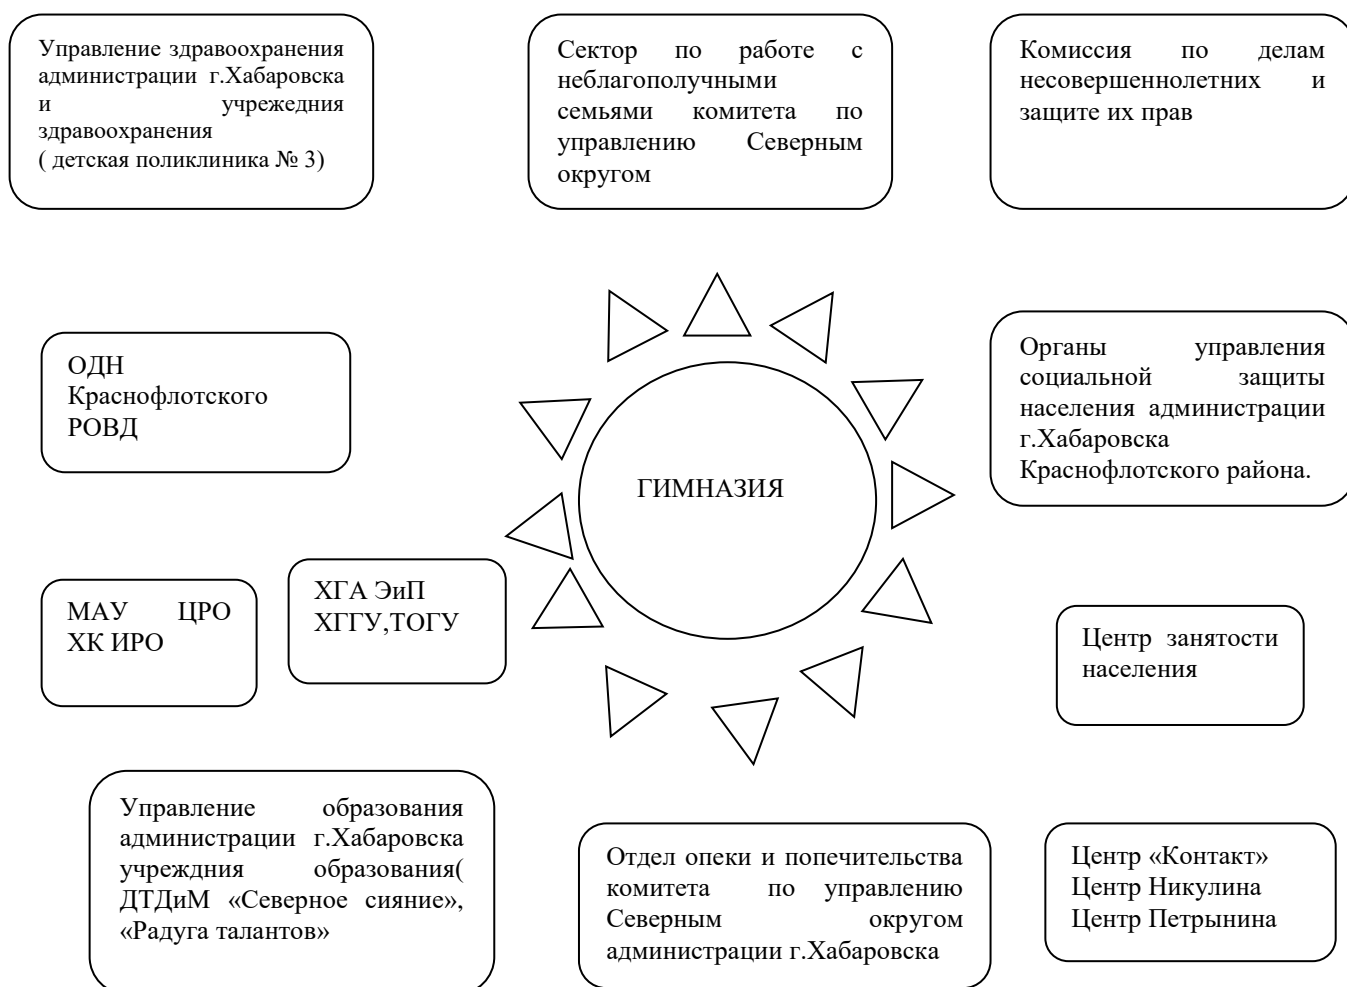 Управление здравоохранения
администрации г.Хабаровска
и учрежедния
здравоохранения
( детская поликлиника № 3)
Сектор по работе с
неблагополучными
семьями комитета по
управлению Северным
округом
Комиссия по делам
несовершеннолетних и
защите их прав
ОДН
Краснофлотского
РОВД
Органы управления
социальной защиты
населения администрации
г.Хабаровска
Краснофлотского района.
ГИМНАЗИЯ
МАУ ЦРО
ХК ИРО
ХГА ЭиП
ХГГУ,ТОГУ
Центр занятости
населения
Управление образования
администрации г.Хабаровска
учреждния образования(
ДТДиМ «Северное сияние»,
«Радуга талантов»
Отдел опеки и попечительства
комитета по управлению
Северным округом
администрации г.Хабаровска
Центр «Контакт»
Центр Никулина
Центр Петрынина